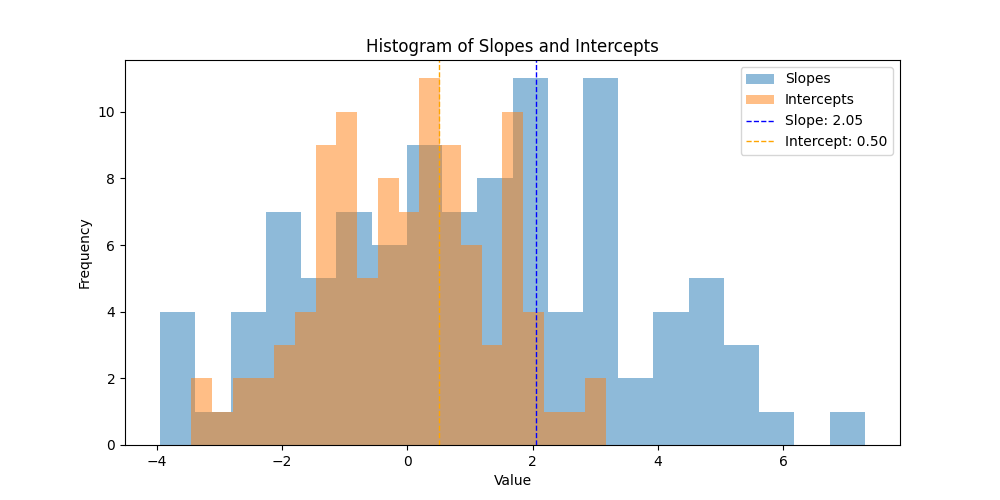 Histogram of Slopes and Intercepts
Slopes
Intercepts
Slope: 2.05
Intercept: 0.50
Frequency
10
8
6
4
2
0
−4
−2
0
2
4
6
Value